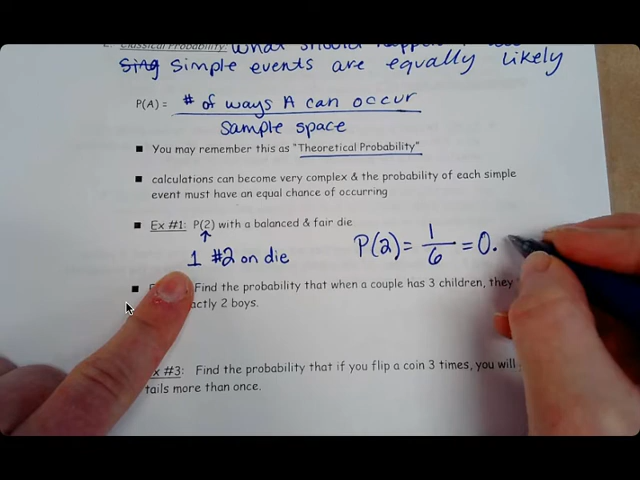 Classical Probability: What should happen
S̶i̶n̶g̶ Simple events are equally likely
P(A) = # of ways A can occur
Sample space
■ You may remember this as "Theoretical Probability"
■ calculations can become very complex & the probability of each simple
event must have an equal chance of occurring
■ Ex #1: P(2) with a balanced & fair die
1 #2 on die
P(2) = 1/6 = 0.
■ Find the probability that when a couple has 3 children, they
2 boys.
#3: Find the probability that if you flip a coin 3 times, you will
tails more than once.